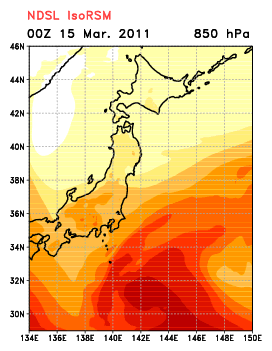 NDSL IsoRSM
00Z 15 Mar. 2011 850 hPa
46N
44N
42N
40N
38N
36N
34N
32N
30N
134E 136E 138E 140E 142E 144E 146E 148E 150E